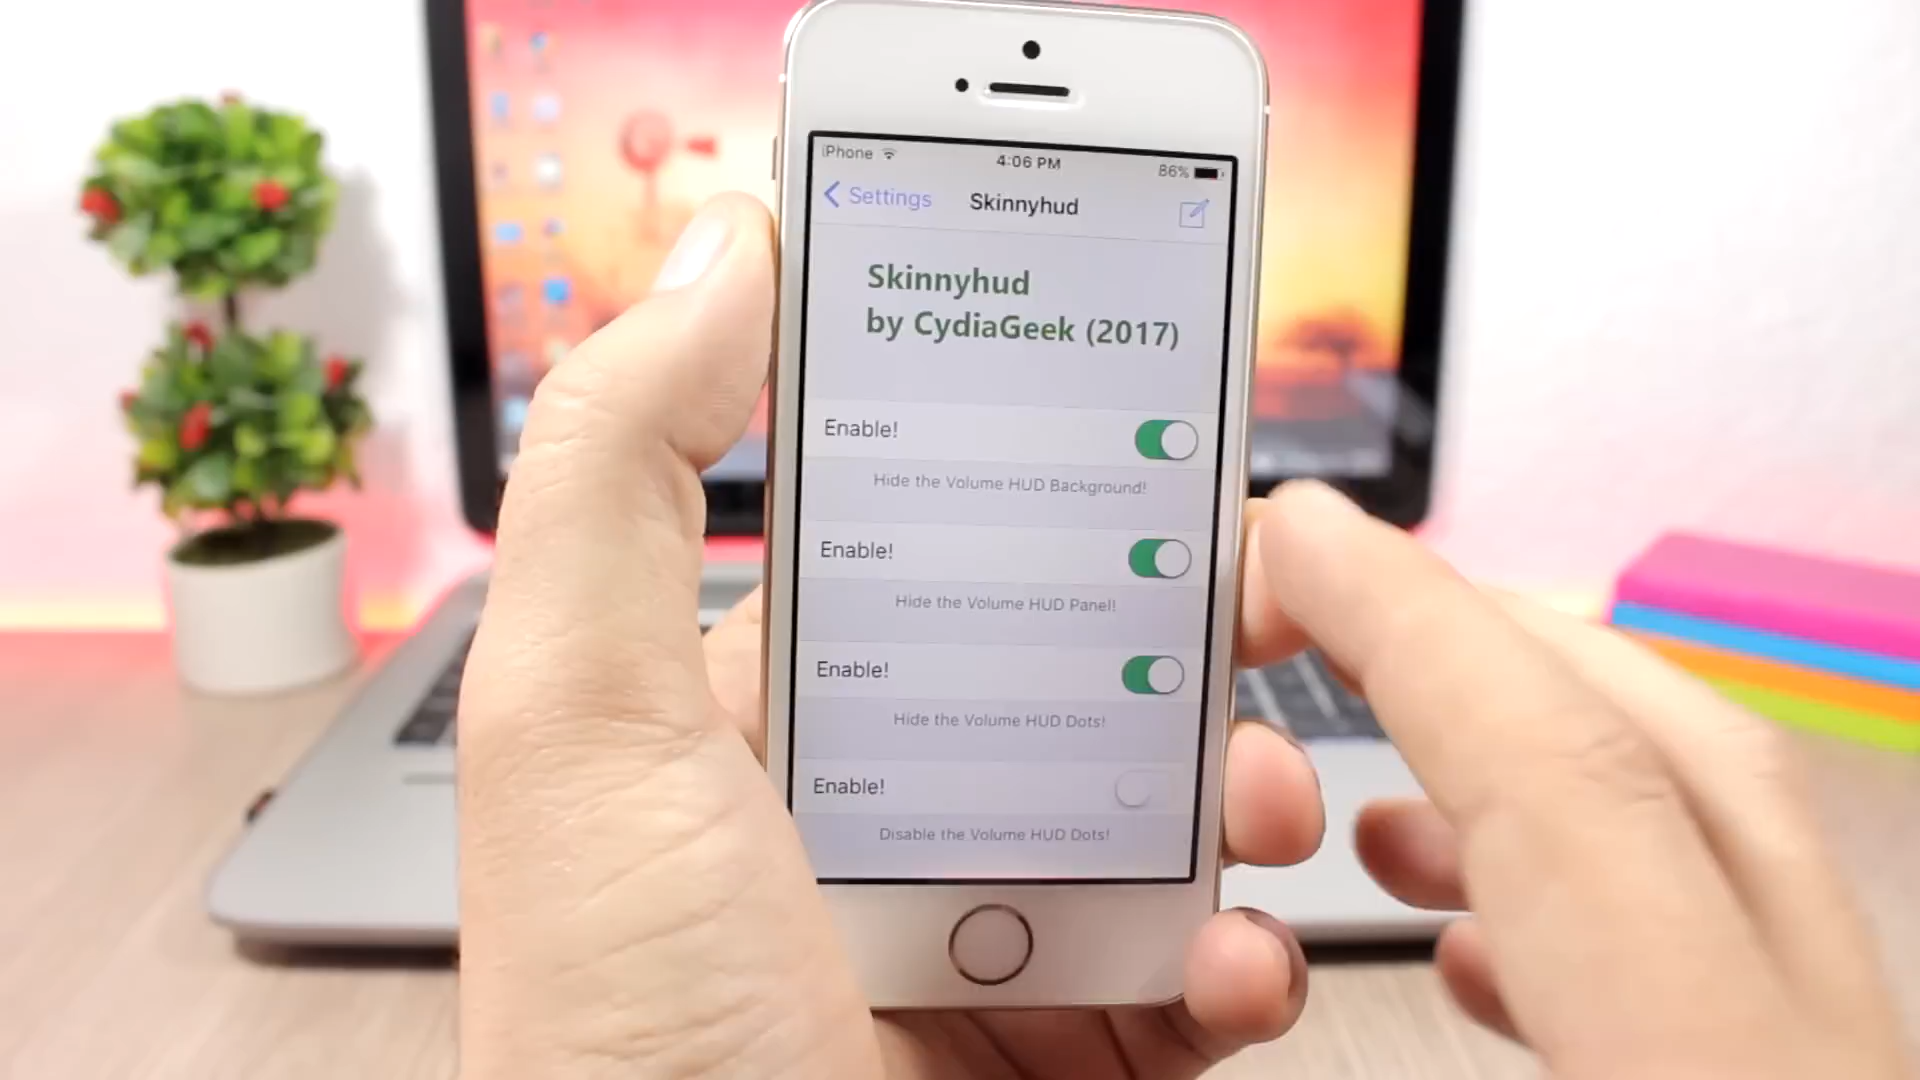 iPhone 4:06 PM 86%
Settings Skinnyhud
Skinnyhud
by CydiaGeek (2017)
Enable!
Hide the Volume HUD Background!
Enable!
Hide the Volume HUD Panel!
Enable!
Hide the Volume HUD Dots!
Enable!
Disable the Volume HUD Dots!